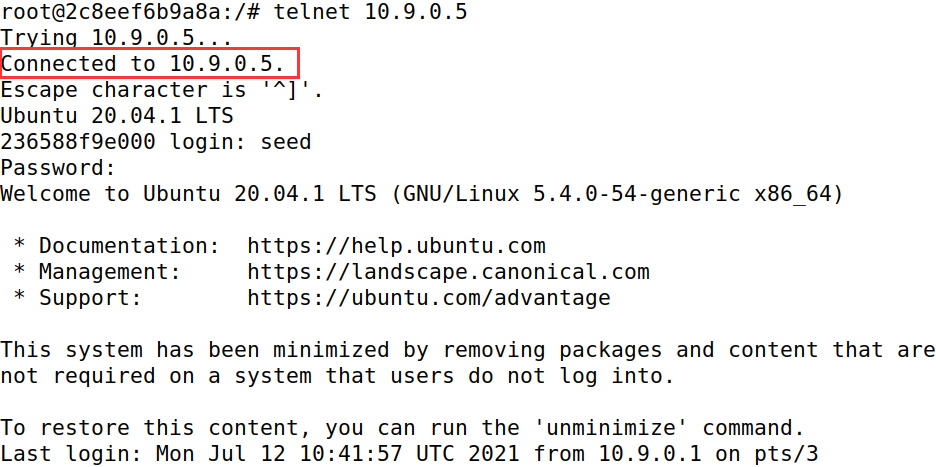 root@2c8eef6b9a8a:/# telnet 10.9.0.5
Trying 10.9.0.5...
Connected to 10.9.0.5.
Escape character is '^]'.
Ubuntu 20.04.1 LTS
236588f9e000 login: seed
Password:
Welcome to Ubuntu 20.04.1 LTS (GNU/Linux 5.4.0-54-generic x86_64)

 * Documentation:  https://help.ubuntu.com
 * Management:     https://landscape.canonical.com
 * Support:        https://ubuntu.com/advantage

This system has been minimized by removing packages and content that are
not required on a system that users do not log into.

To restore this content, you can run the 'unminimize' command.
Last login: Mon Jul 12 10:41:57 UTC 2021 from 10.9.0.1 on pts/3